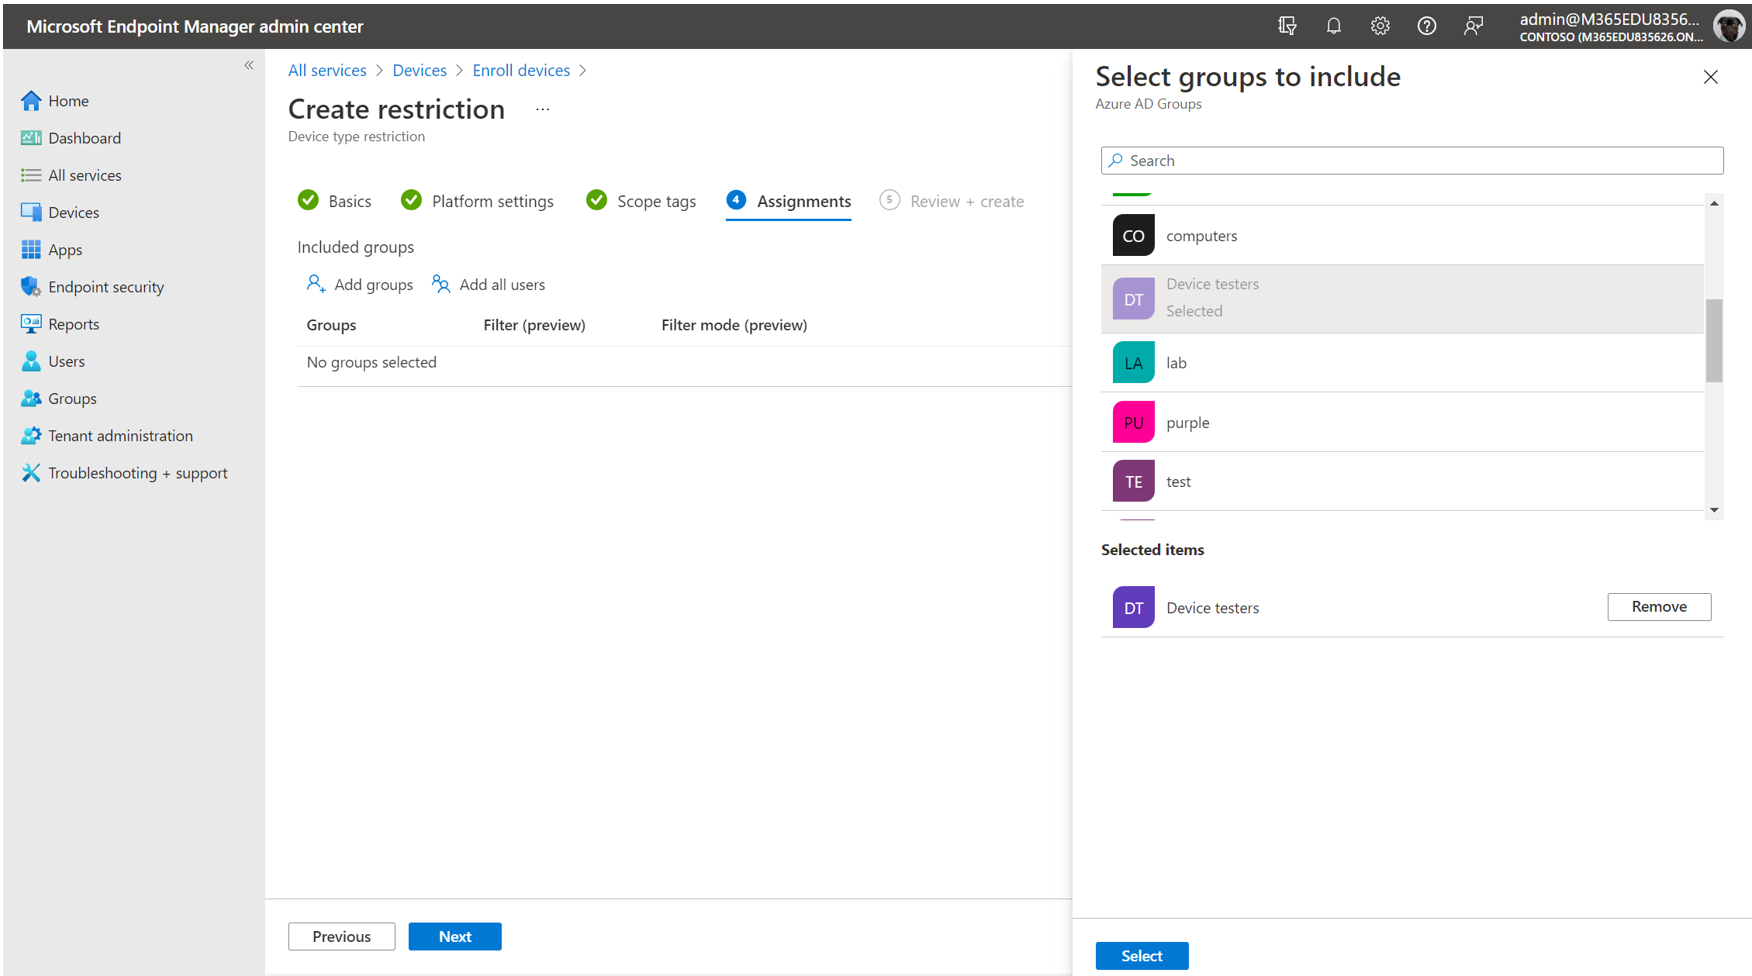 Microsoft Endpoint Manager admin center
admin@M365EDU8356...
CONTOSO (M365EDU835626.ON...
Home
Dashboard
All services
Devices
Apps
Endpoint security
Reports
Users
Groups
Tenant administration
Troubleshooting + support
All services > Devices > Enroll devices >
Create restriction ...
Device type restriction
Basics
Platform settings
Scope tags
4 Assignments
5 Review + create
Included groups
Add groups
Add all users
Groups Filter (preview) Filter mode (preview)
No groups selected
Previous
Next
Select groups to include
Azure AD Groups
Search
CO computers
DT Device testers
Selected
LA lab
PU purple
TE test
Selected items
DT Device testers
Remove
Select